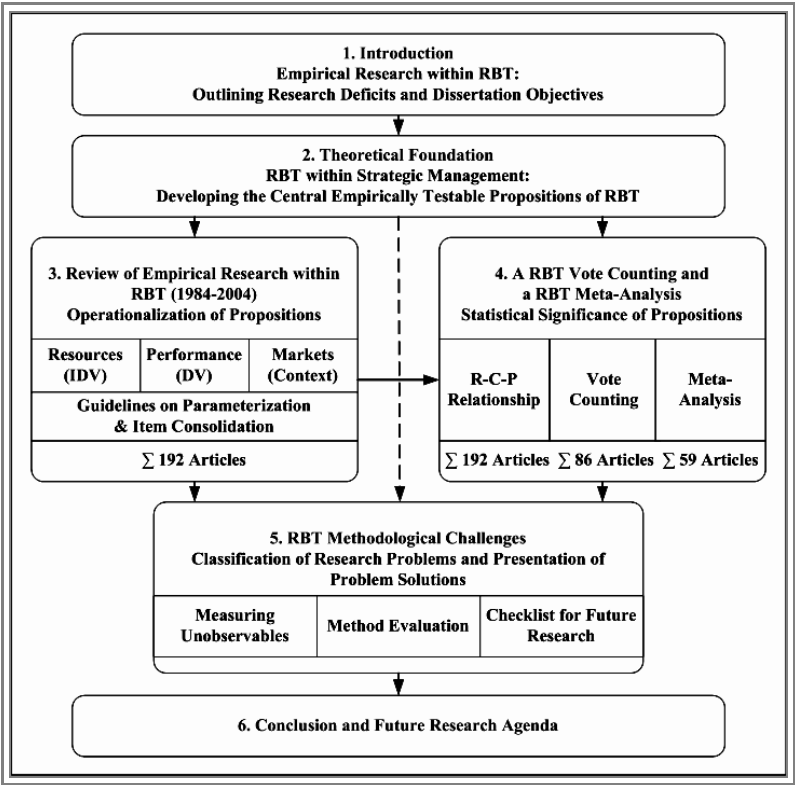 1. Introduction
Empirical Research within RBT:
Outlining Research Deficits and Dissertation Objectives
2. Theoretical Foundation
RBT within Strategic Management:
Developing the Central Empirically Testable Propositions of RBT
3. Review of Empirical Research within
RBT (1984-2004)
Operationalization of Propositions
Resources
(IDV)
Performance
(DV)
Markets
(Context)
Guidelines on Parameterization
& Item Consolidation
∑ 192 Articles
4. A RBT Vote Counting and
a RBT Meta-Analysis
Statistical Significance of Propositions
R-C-P
Relationship
Vote
Counting
Meta-
Analysis
∑ 192 Articles
∑ 86 Articles
∑ 59 Articles
5. RBT Methodological Challenges
Classification of Research Problems and Presentation of
Problem Solutions
Measuring
Unobservables
Method Evaluation
Checklist for Future
Research
6. Conclusion and Future Research Agenda